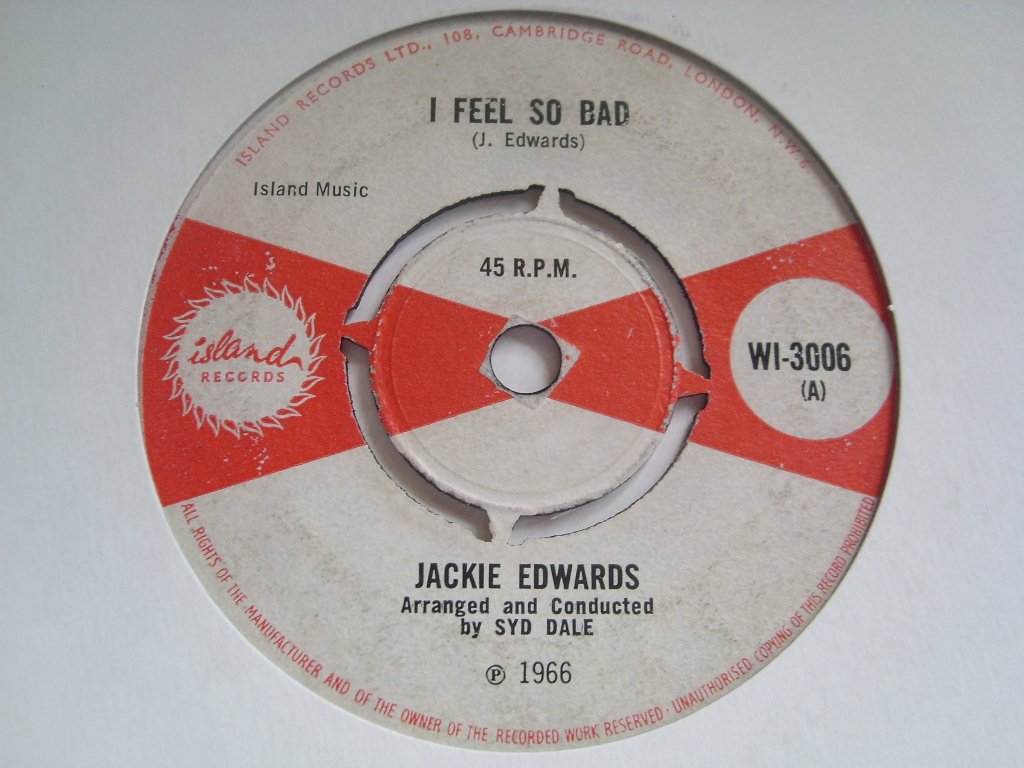 ISLAND RECORDS LTD., 108, CAMBRIDGE ROAD, LONDON, N.W.6
I FEEL SO BAD
(J. Edwards)
Island Music
45 R.P.M.
island
RECORDS
WI-3006
(A)
JACKIE EDWARDS
Arranged and Conducted
by SYD DALE
℗ 1966
ALL RIGHTS OF THE MANUFACTURER AND OF THE OWNER OF THE RECORDED WORK RESERVED · UNAUTHORISED COPYING OF THIS RECORD PROHIBITED